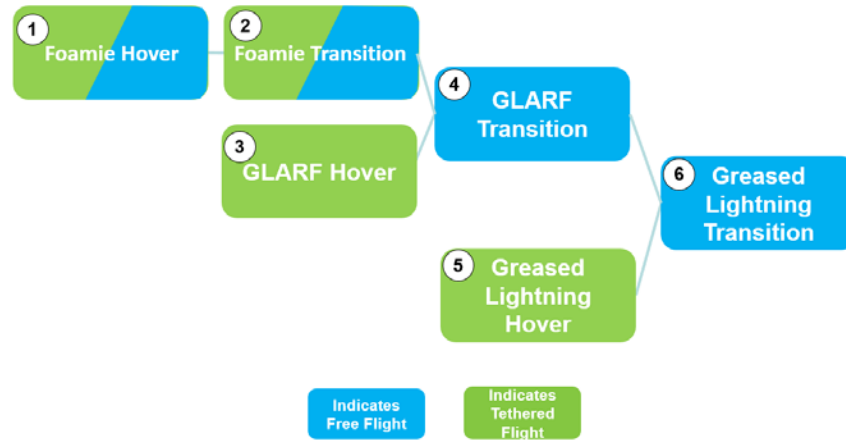 1
Foamie Hover
2
Foamie Transition
3
GLARF Hover
4
GLARF
Transition
5
Greased
Lightning
Hover
6
Greased
Lightning
Transition
Indicates
Free Flight
Indicates
Tethered
Flight